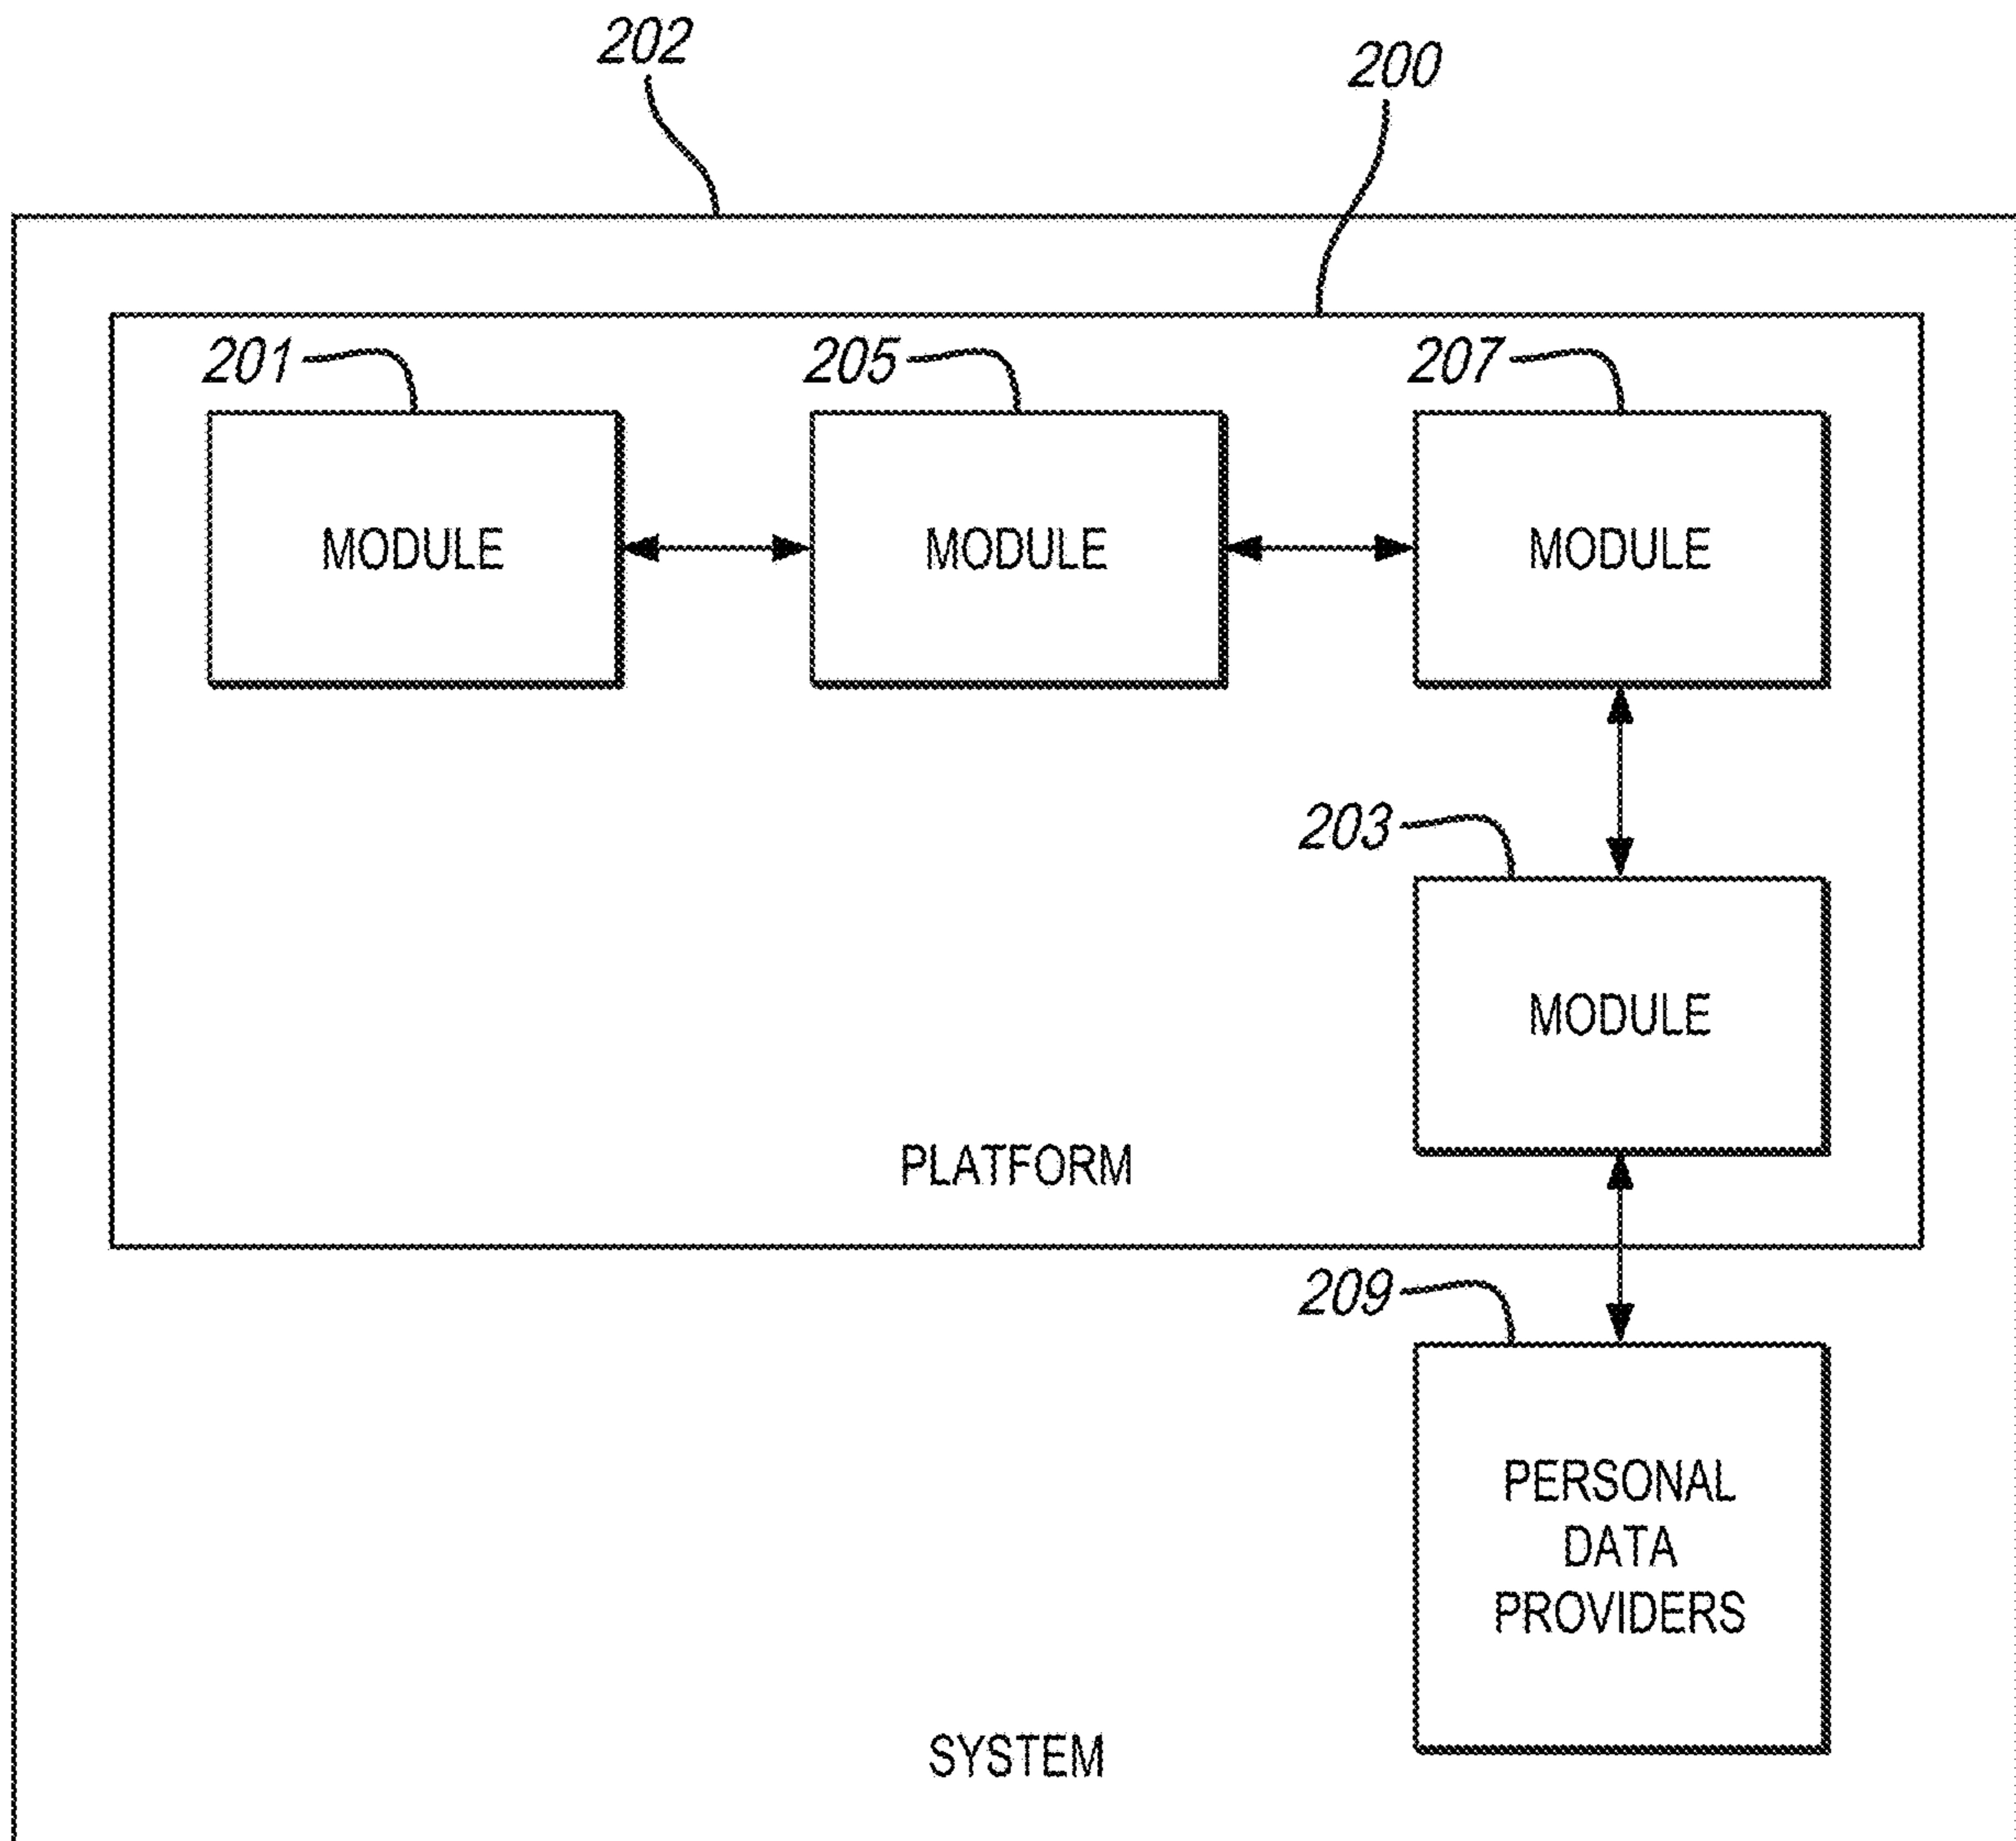 202
200
201
205
207
MODULE
MODULE
MODULE
203
MODULE
PLATFORM
209
PERSONAL
DATA
PROVIDERS
SYSTEM